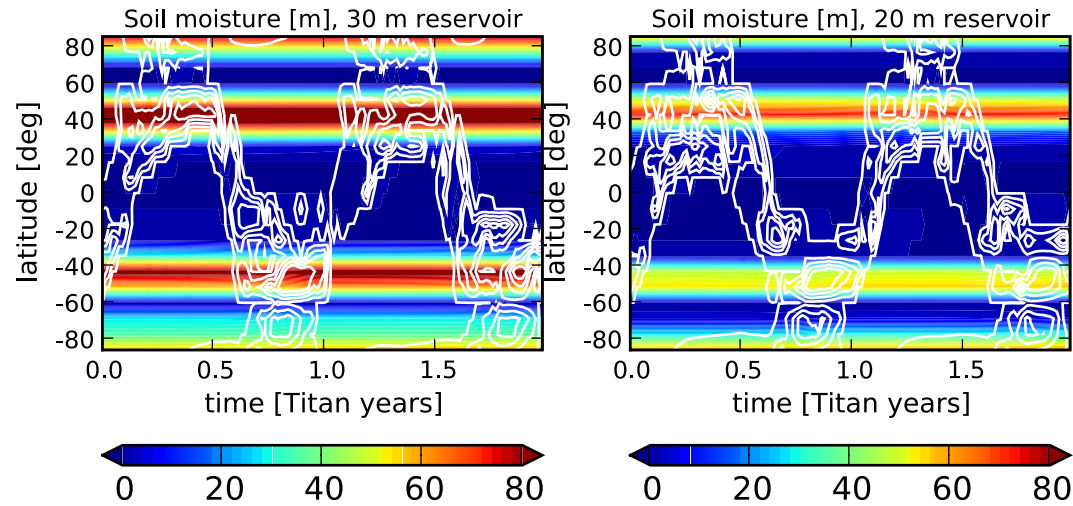 Soil moisture [m], 30 m reservoir
80
60
40
20
0
-20
-40
-60
-80
latitude [deg]
0.0 0.5 1.0 1.5
time [Titan years]
0 20 40 60 80
Soil moisture [m], 20 m reservoir
80
60
40
20
0
-20
-40
-60
-80
latitude [deg]
0.0 0.5 1.0 1.5
time [Titan years]
0 20 40 60 80